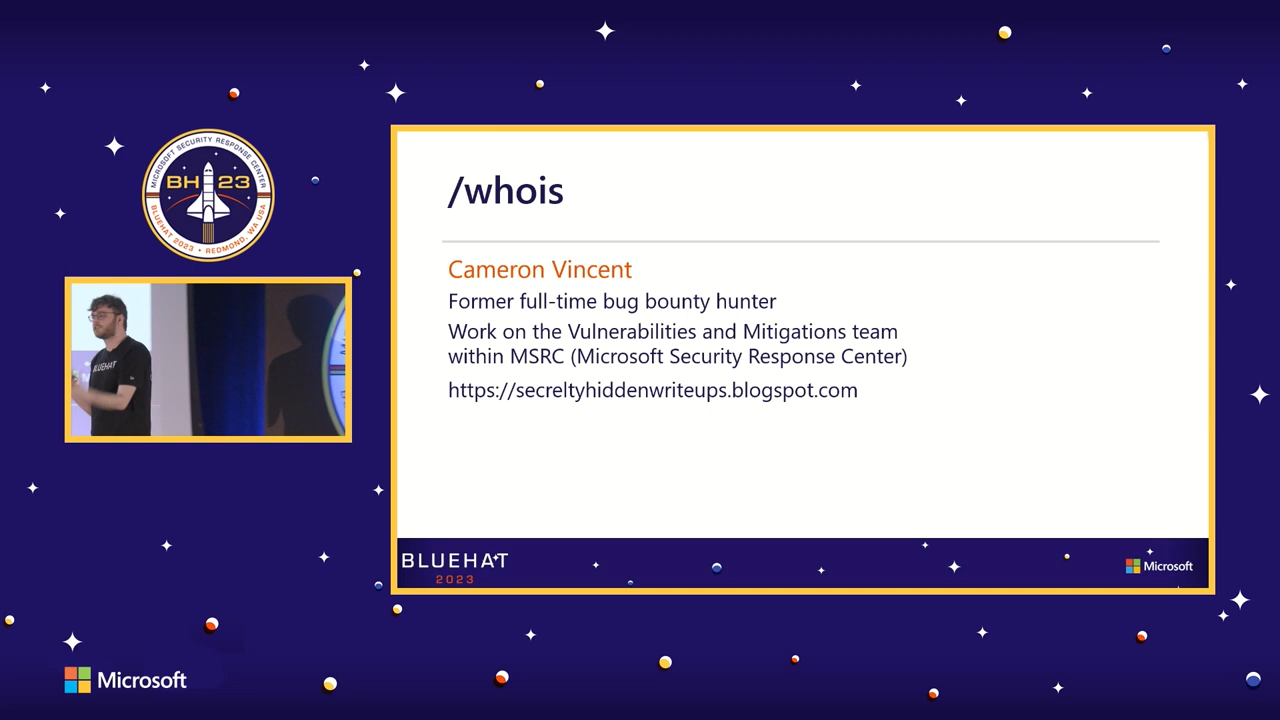 MICROSOFT SECURITY RESPONSE CENTER
BH 23
BLUEHAT 2023 • REDMOND, WA USA
BLUEHAT
/whois
Cameron Vincent
Former full-time bug bounty hunter
Work on the Vulnerabilities and Mitigations team
within MSRC (Microsoft Security Response Center)
https://secreltyhiddenwriteups.blogspot.com
BLUEHAT
2023
Microsoft
Microsoft